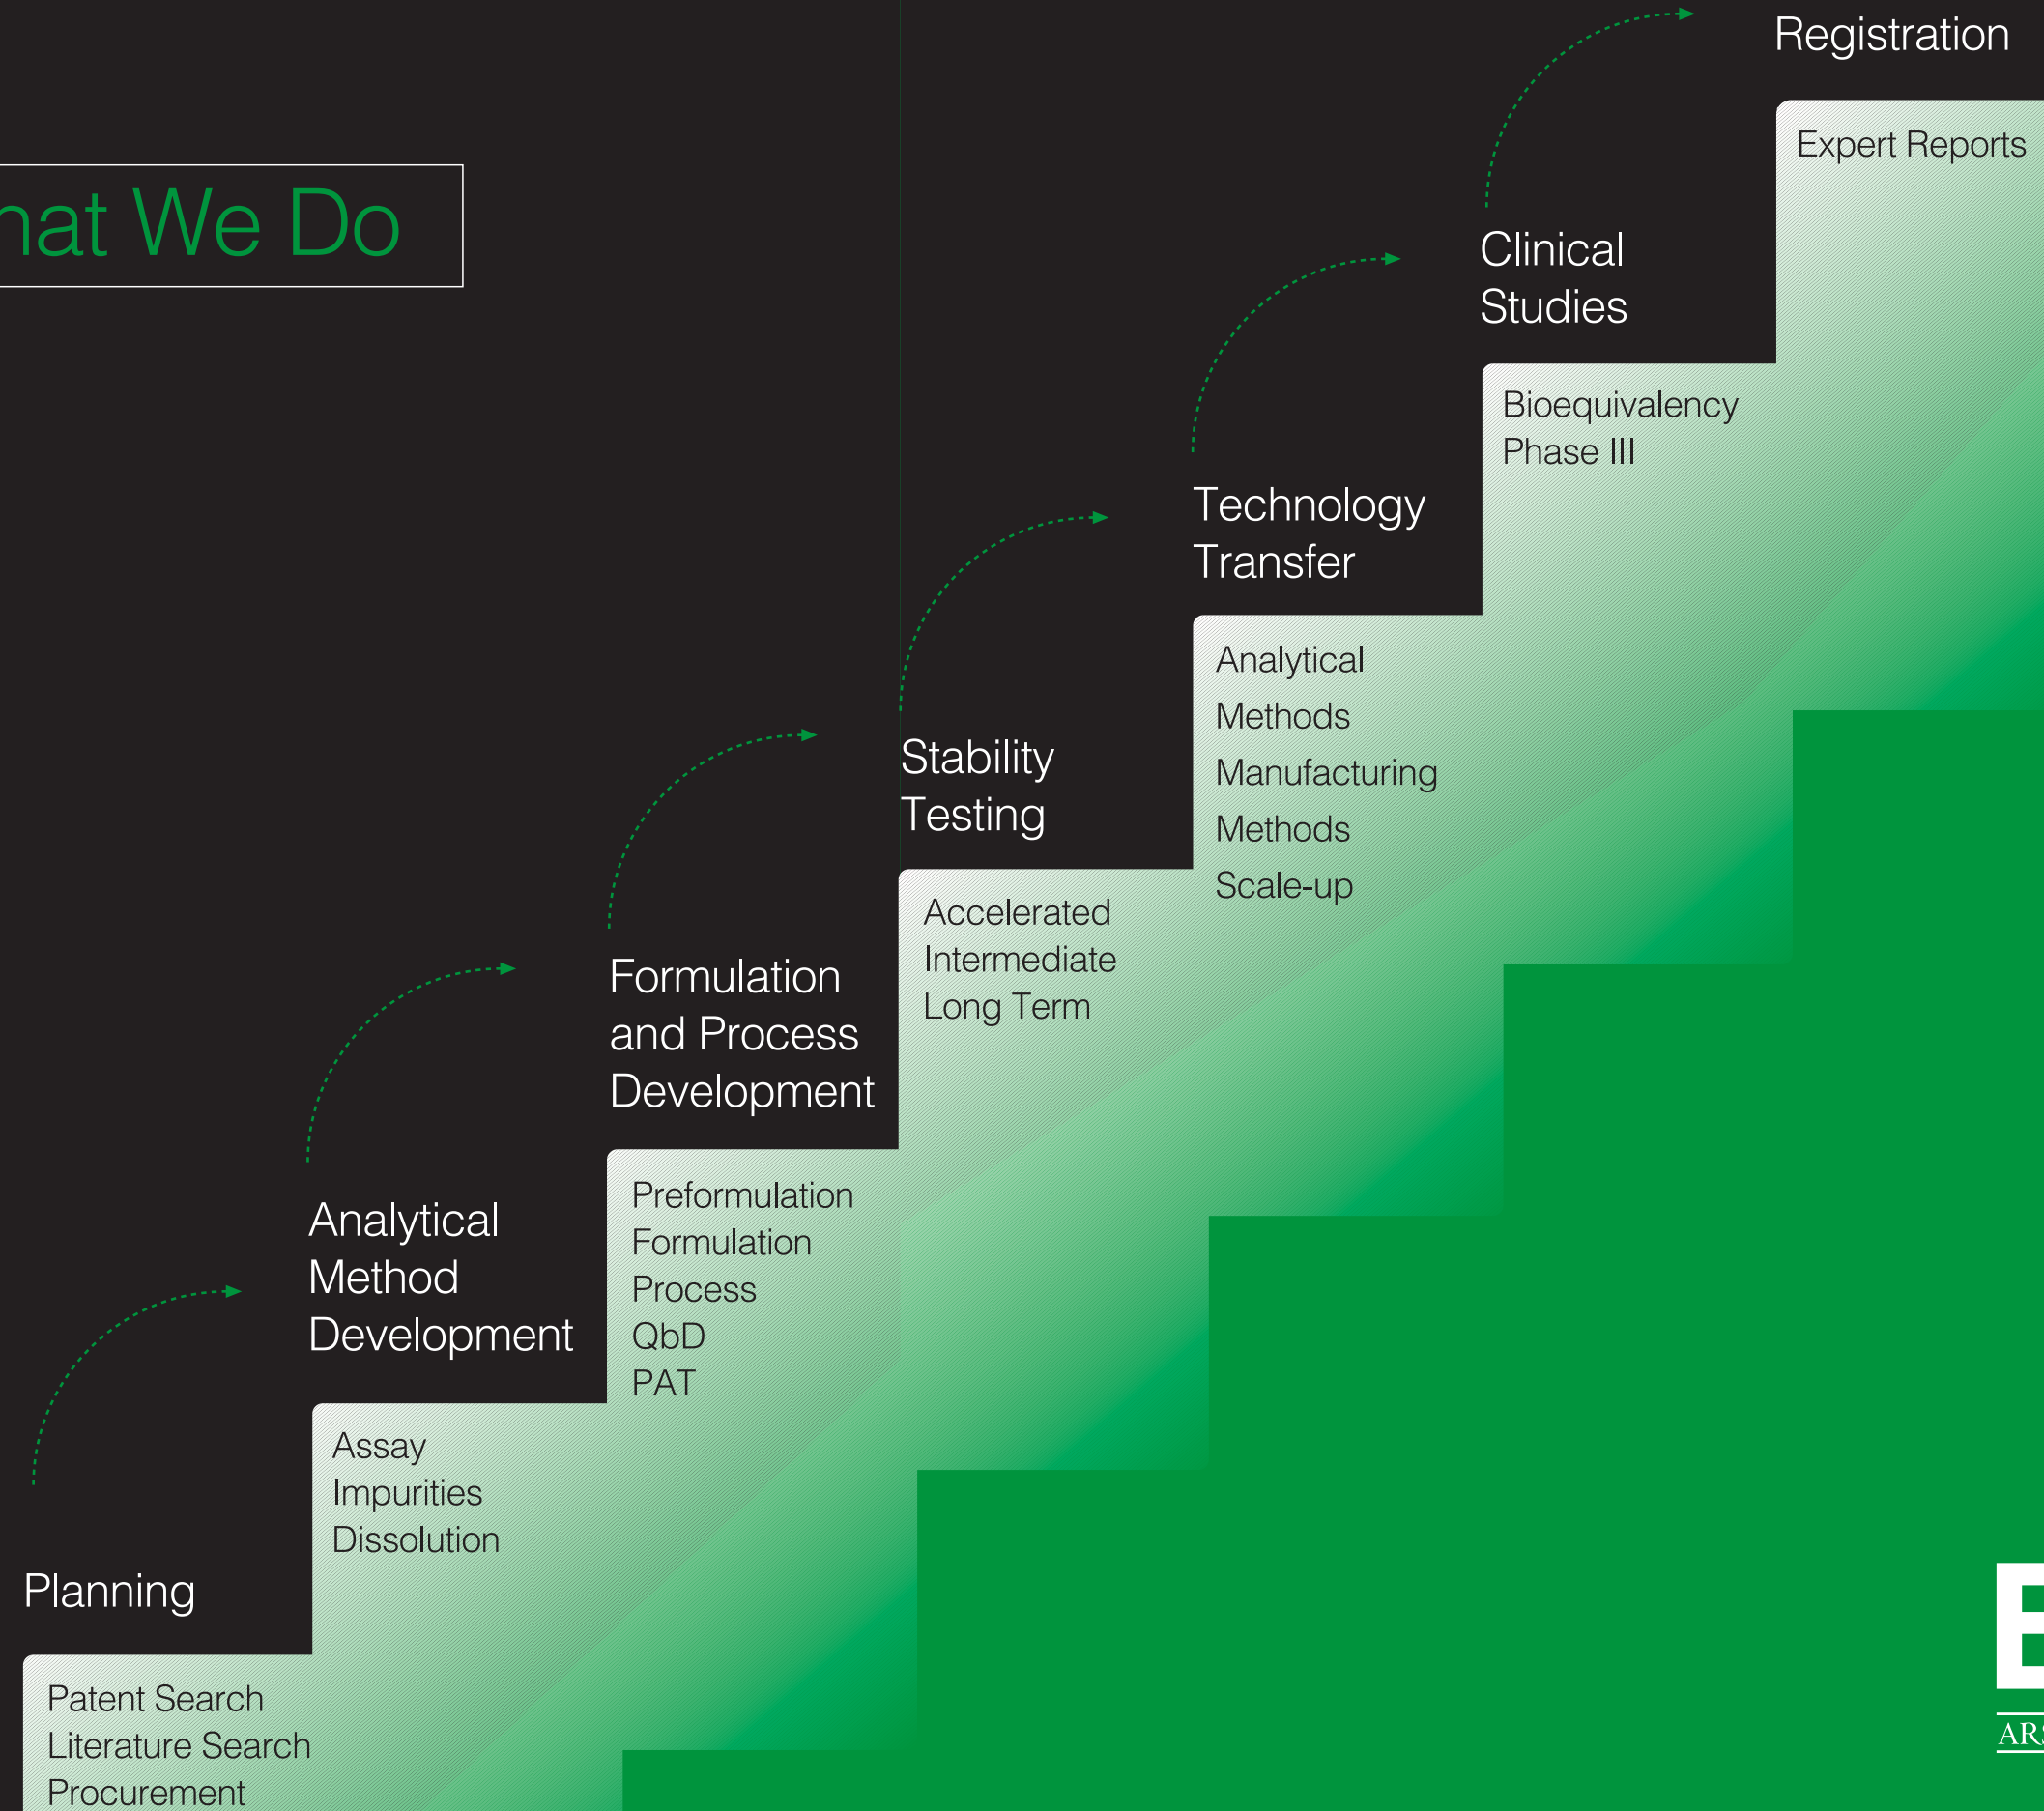 hat We Do
Planning
Patent Search
Literature Search
Procurement
Analytical
Method
Development
Assay
Impurities
Dissolution
Formulation
and Process
Development
Preformulation
Formulation
Process
QbD
PAT
Stability
Testing
Accelerated
Intermediate
Long Term
Technology
Transfer
Analytical
Methods
Manufacturing
Methods
Scale-up
Clinical
Studies
Bioequivalency
Phase III
Registration
Expert Reports